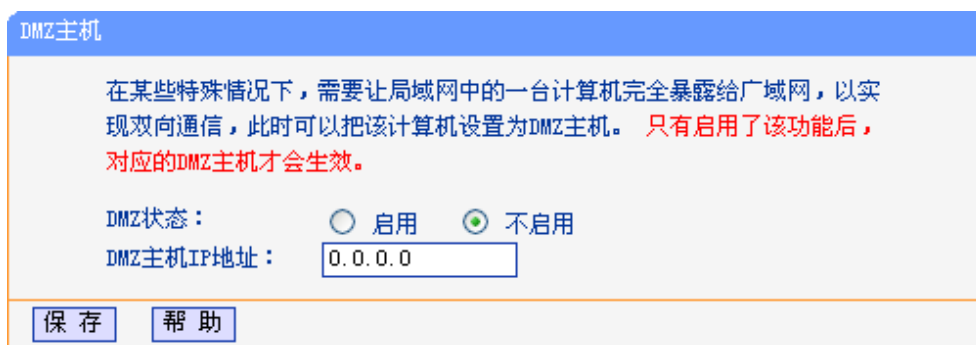 DMZ主机
在某些特殊情况下，需要让局域网中的一台计算机完全暴露给广域网，以实
现双向通信，此时可以把该计算机设置为DMZ主机。 只有启用了该功能后，
对应的DMZ主机才会生效。
DMZ状态： 启用 不启用
DMZ主机IP地址： 0.0.0.0
保 存 帮 助